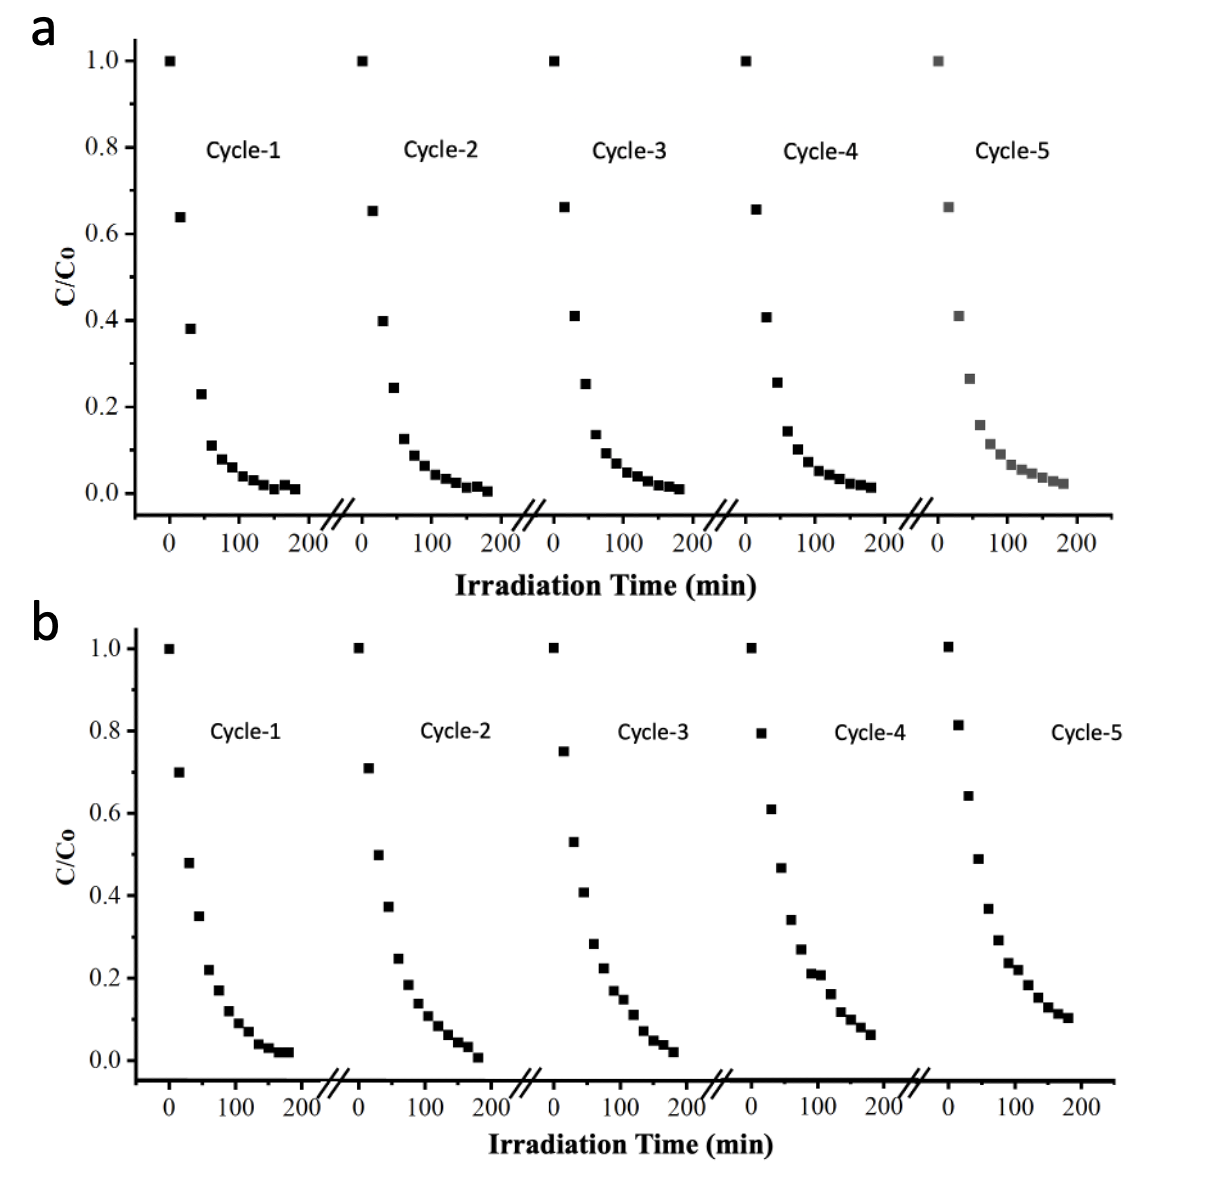 a
1.0
0.8
0.6
0.4
0.2
0.0
C/Co
Cycle-1 Cycle-2 Cycle-3 Cycle-4 Cycle-5
0 100 200 0 100 200 0 100 200 0 100 200 0 100 200
Irradiation Time (min)
b
1.0
0.8
0.6
0.4
0.2
0.0
C/Co
Cycle-1 Cycle-2 Cycle-3 Cycle-4 Cycle-5
0 100 200 0 100 200 0 100 200 0 100 200 0 100 200
Irradiation Time (min)